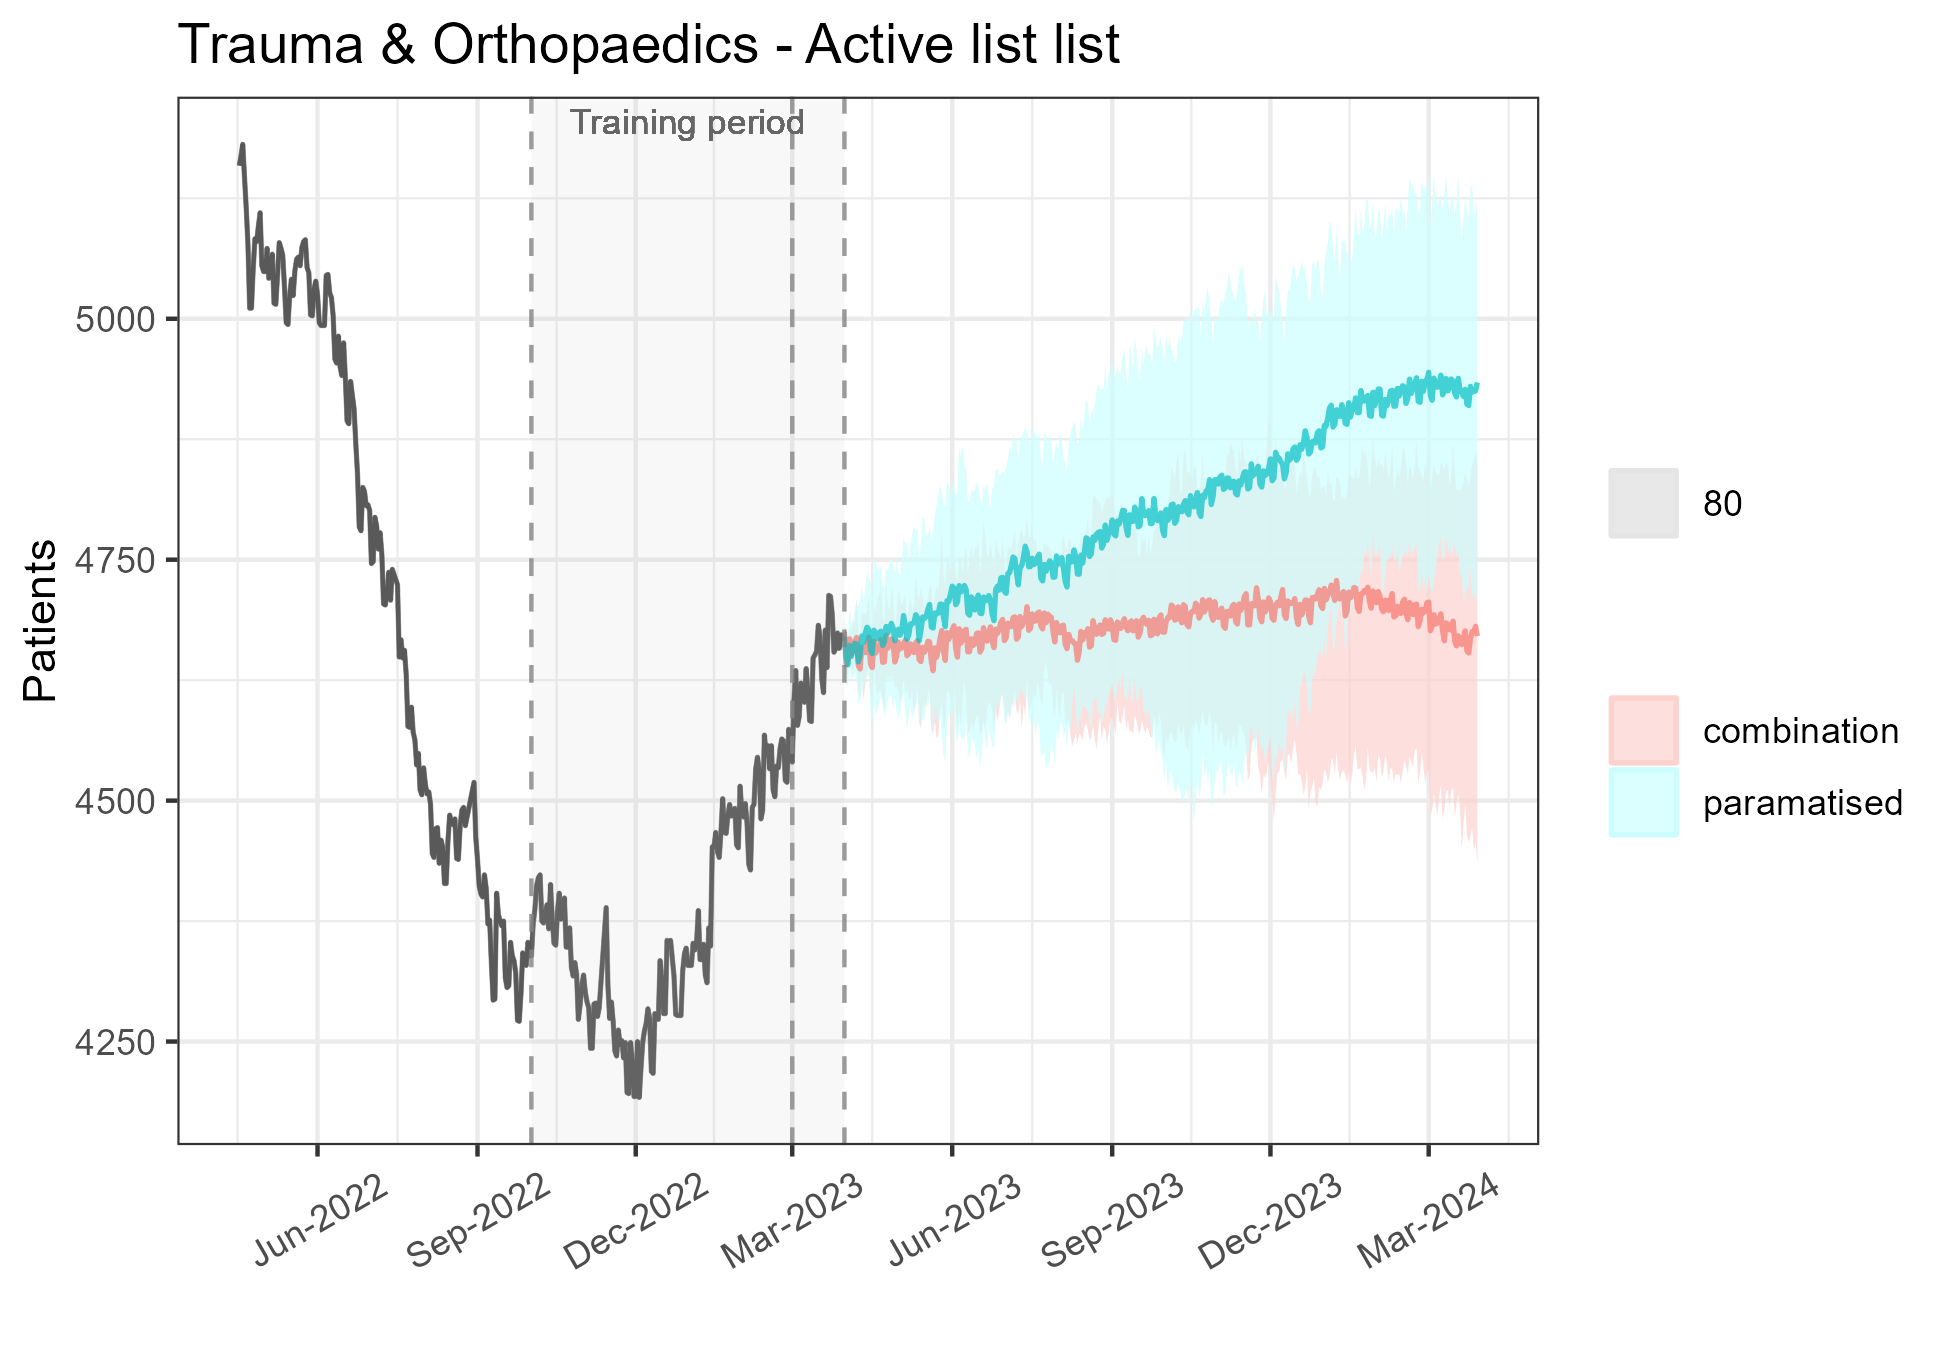 Trauma & Orthopaedics - Active list list
Training period
Patients
5000
4750
4500
4250
Jun-2022
Sep-2022
Dec-2022
Mar-2023
Jun-2023
Sep-2023
Dec-2023
Mar-2024
80
combination
paramatised